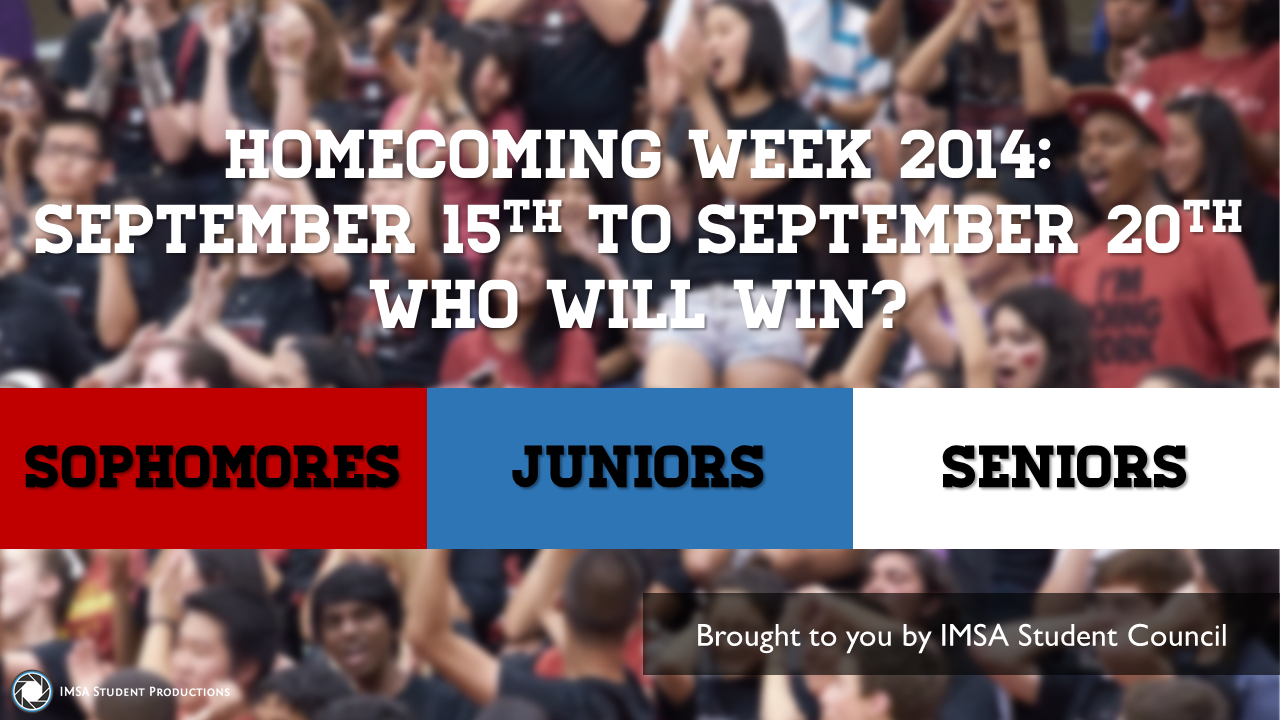 HOMECOMING WEEK 2014:
SEPTEMBER 15TH TO SEPTEMBER 20TH
WHO WILL WIN?
SOPHOMORES JUNIORS SENIORS
Brought to you by IMSA Student Council
IMSA STUDENT PRODUCTIONS
I'M